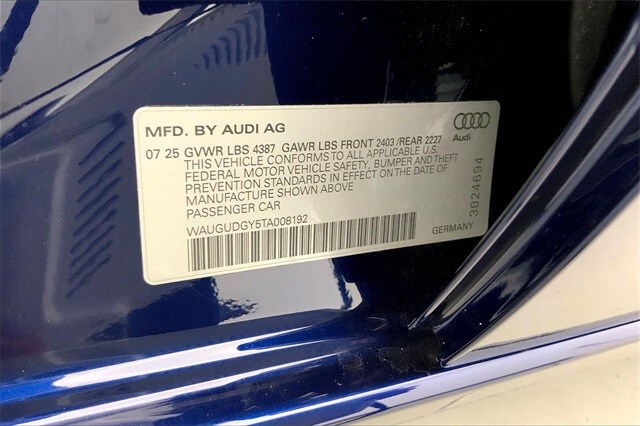 MFD. BY AUDI AG
Audi
07 25 GVWR LBS 4387 GAWR LBS FRONT 2403 /REAR 2227
THIS VEHICLE CONFORMS TO ALL APPLICABLE U.S.
FEDERAL MOTOR VEHICLE SAFETY, BUMPER AND THEFT
PREVENTION STANDARDS IN EFFECT ON THE DATE OF
MANUFACTURE SHOWN ABOVE
PASSENGER CAR
WAUGUDGY5TA008192
GERMANY
3024694